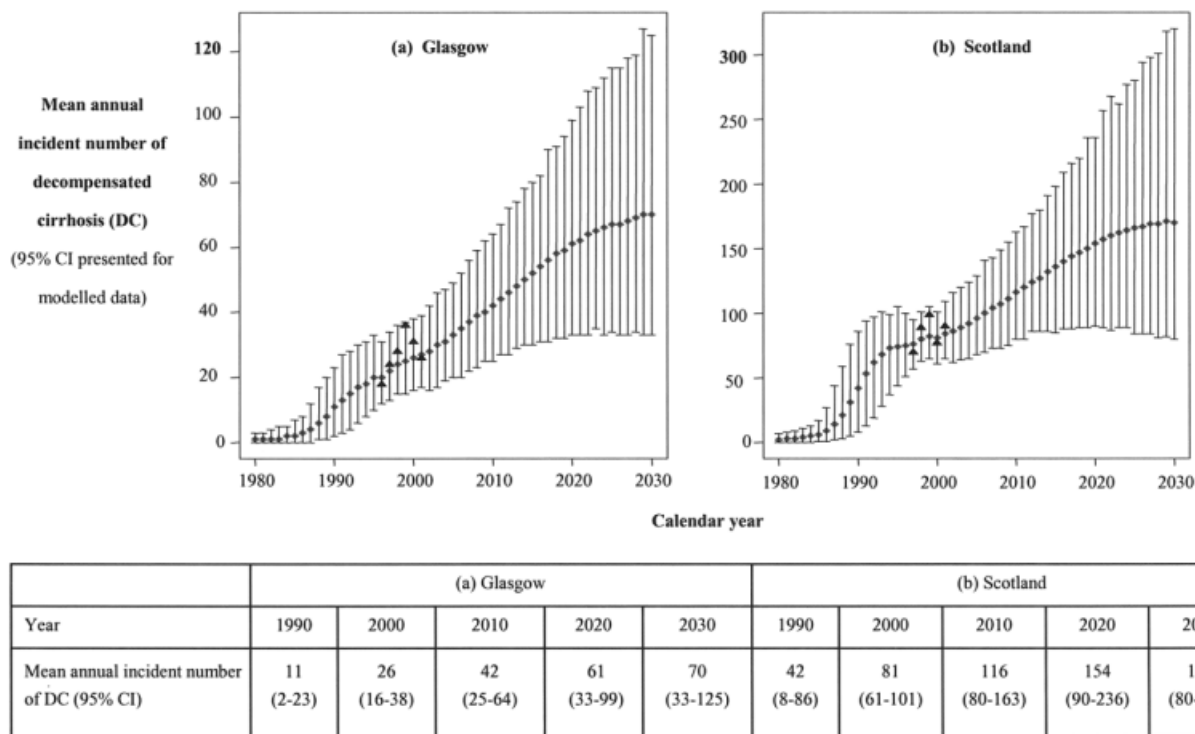 (a) Glasgow
(b) Scotland
Mean annual
incident number of
decompensated
cirrhosis (DC)
(95% CI presented for
modelled data)
120
100
80
60
40
20
0
1980 1990 2000 2010 2020 2030
300
250
200
150
100
50
0
1980 1990 2000 2010 2020 2030
Calendar year
(a) Glasgow (b) Scotland
Year 1990 2000 2010 2020 2030 1990 2000 2010 2020
Mean annual incident number 11 26 42 61 70 42 81 116 154
of DC (95% CI) (2-23) (16-38) (25-64) (33-99) (33-125) (8-86) (61-101) (80-163) (90-236)